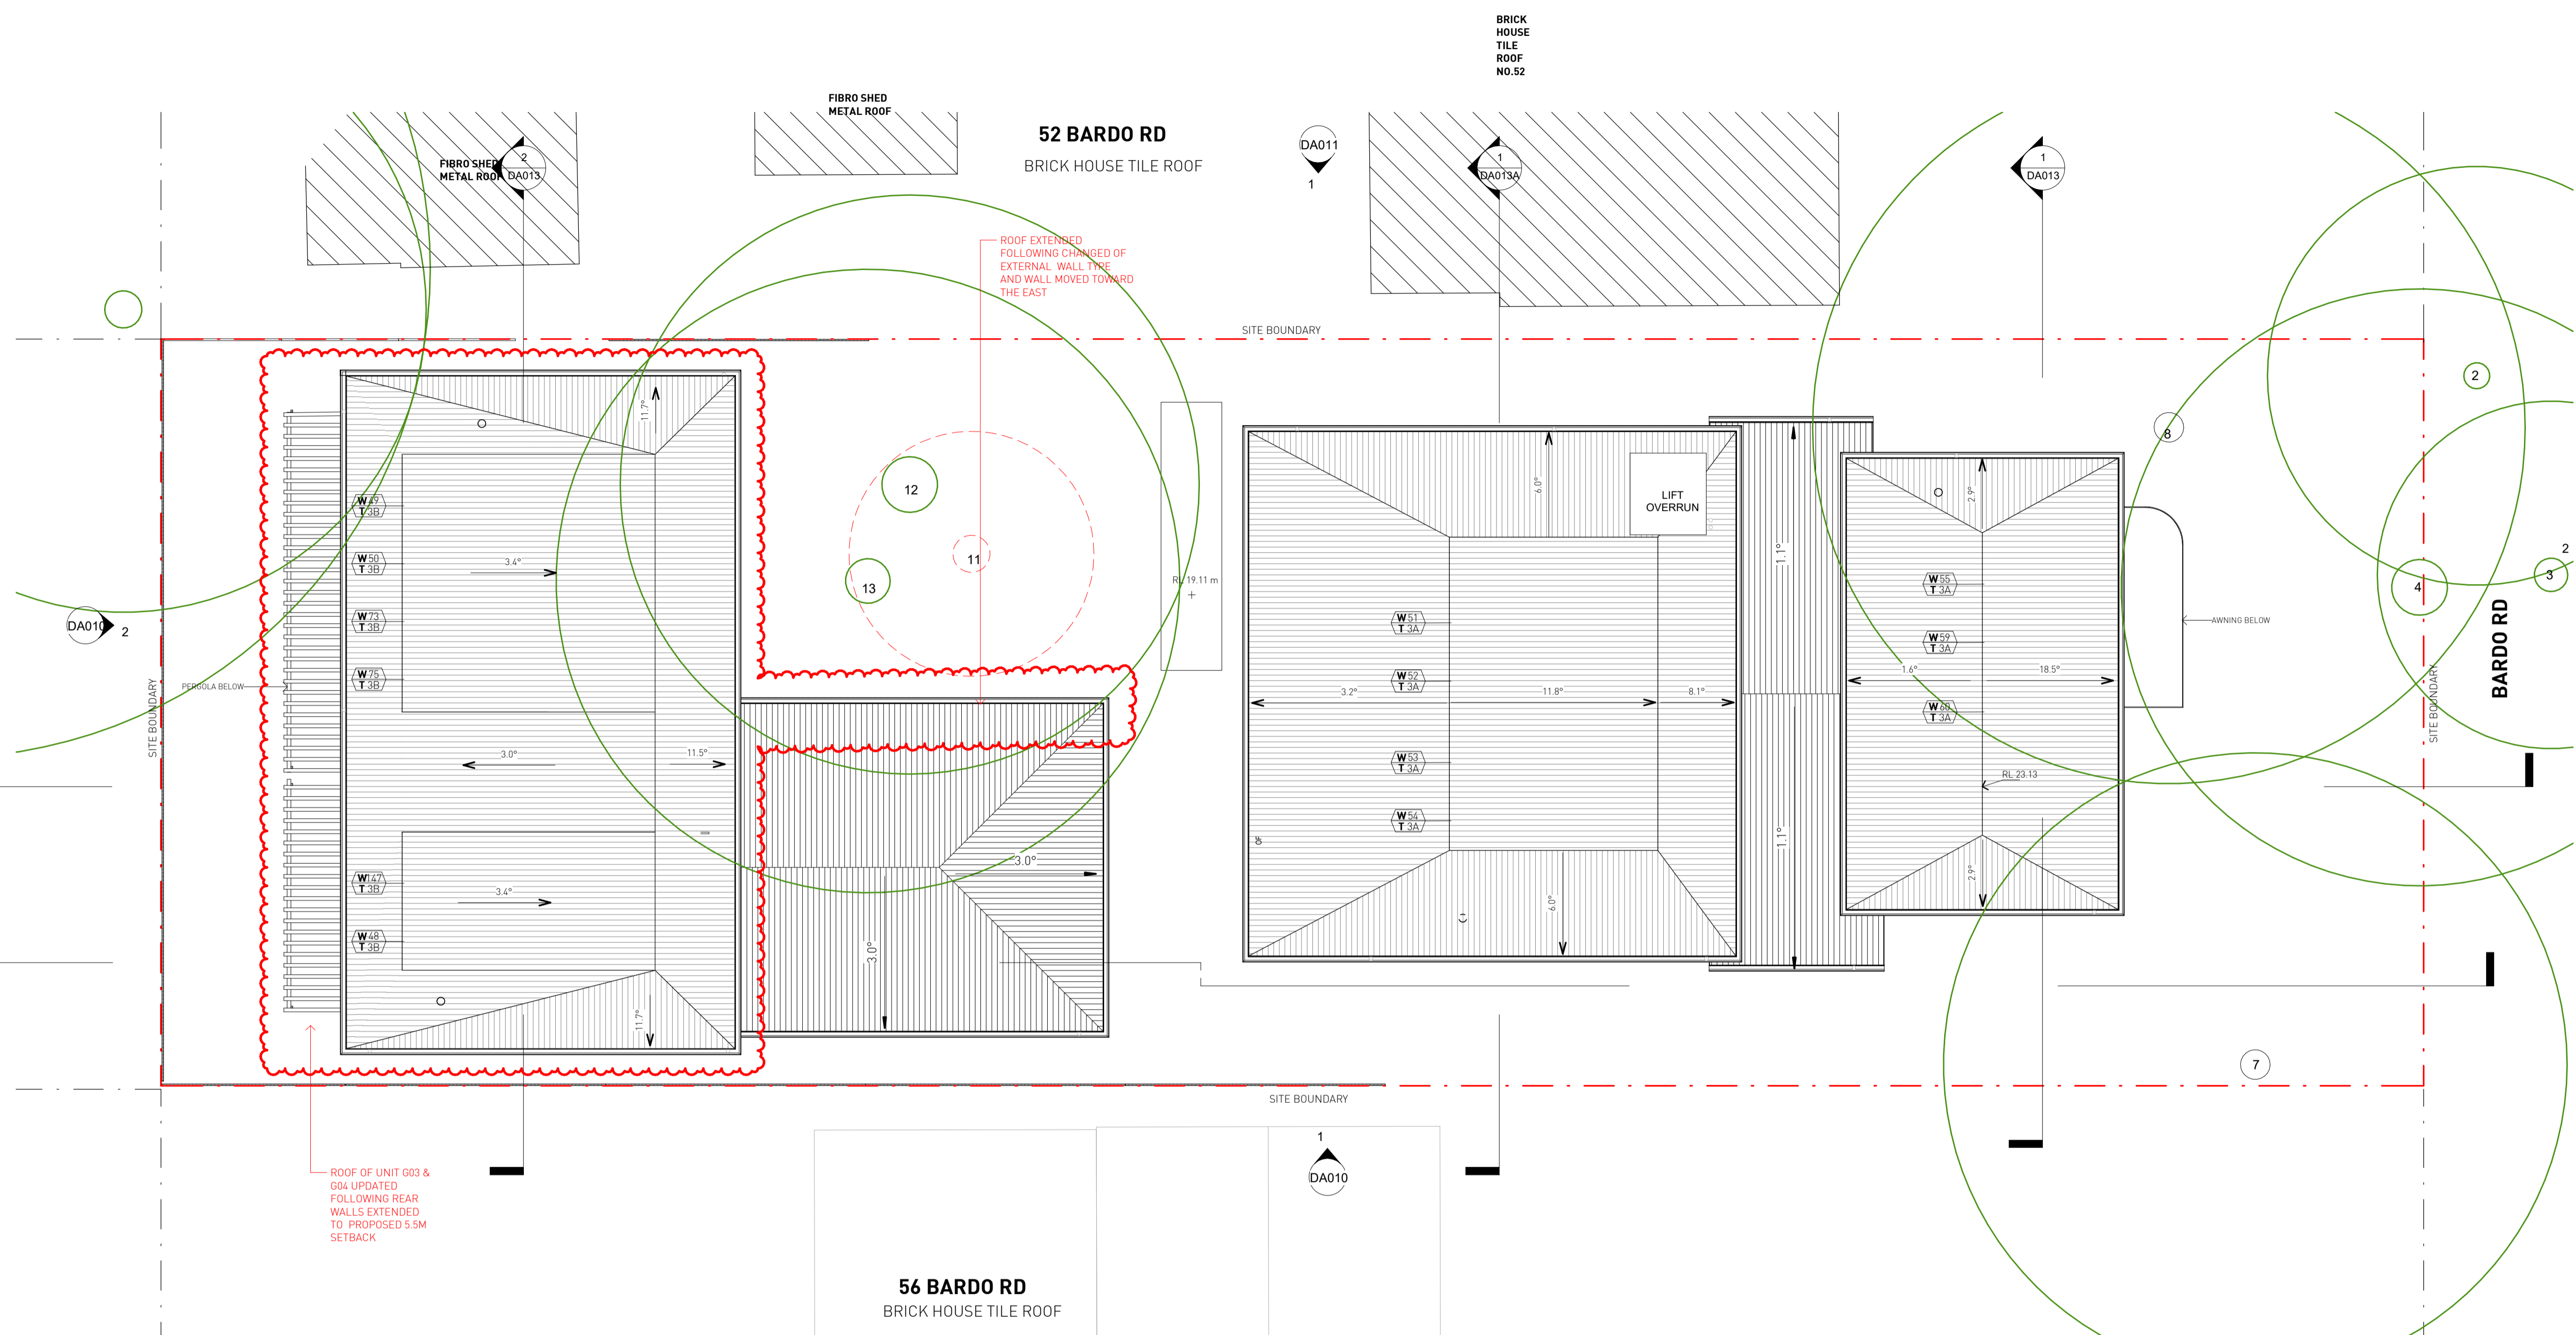 BRICK
HOUSE
TILE
ROOF
NO.52
FIBRO SHED
METAL ROOF
52 BARDO RD
BRICK HOUSE TILE ROOF
DA011
1
FIBRO SHED
METAL ROOF
2
DA013
1
DA013A
1
DA013
ROOF EXTENDED
FOLLOWING CHANGED OF
EXTERNAL WALL TYPE
AND WALL MOVED TOWARD
THE EAST
SITE BOUNDARY
11.7°
W 49
T 3B
W 50
T 3B
W 73
T 3B
W 75
T 3B
3.4°
3.0°
11.5°
3.4°
W 147
T 3B
W 48
T 3B
11.7°
DA010
2
SITE BOUNDARY
PERGOLA BELOW
12
11
13
RL 19.11 m
3.0°
3.0°
6.0°
LIFT
OVERRUN
W 51
T 3A
W 52
T 3A
3.2°
11.8°
8.1°
W 53
T 3A
W 54
T 3A
6.0°
1.1°
1.1°
2.9°
W 55
T 3A
W 59
T 3A
1.6°
18.5°
W 60
T 3A
RL 23.13
2.9°
AWNING BELOW
8
2
2
3
4
7
BARDO RD
SITE BOUNDARY
SITE BOUNDARY
ROOF OF UNIT G03 &
G04 UPDATED
FOLLOWING REAR
WALLS EXTENDED
TO PROPOSED 5.5M
SETBACK
1
DA010
56 BARDO RD
BRICK HOUSE TILE ROOF